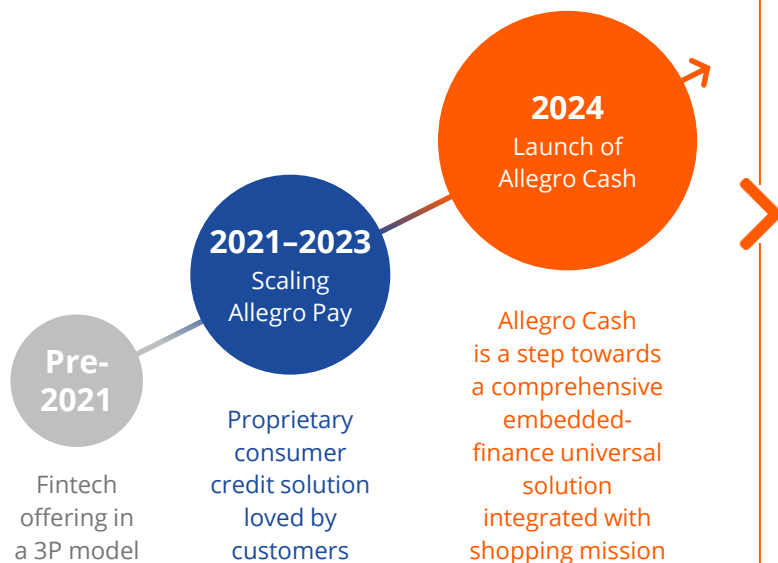 Pre-
2021
Fintech
offering in
a 3P model
2021–2023
Scaling
Allegro Pay
Proprietary
consumer
credit solution
loved by
customers
2024
Launch of
Allegro Cash
Allegro Cash
is a step towards
a comprehensive
embedded-
finance universal
solution
integrated with
shopping mission